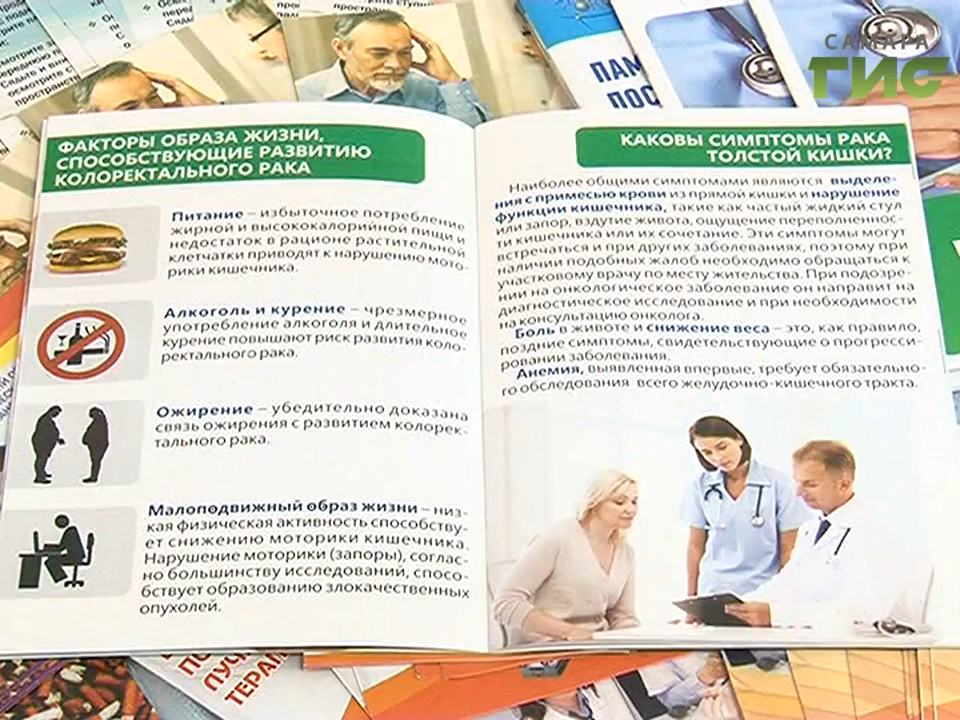 САМАРА
ГИС
ПАМ
ПОС
ФАКТОРЫ ОБРАЗА ЖИЗНИ,
СПОСОБСТВУЮЩИЕ РАЗВИТИЮ
КОЛОРЕКТАЛЬНОГО РАКА
Питание – избыточное потребление
жирной и высококалорийной пищи и
недостаток в рационе растительной
клетчатки приводят к нарушению мото-
рики кишечника.
Алкоголь и курение – чрезмерное
употребление алкоголя и длительное
курение повышают риск развития коло-
ректального рака.
Ожирение – убедительно доказана
связь ожирения с развитием колорек-
тального рака.
Малоподвижный образ жизни – низ-
кая физическая активность способству-
ет снижению моторики кишечника.
Нарушение моторики (запоры), соглас-
но большинству исследований, спосо-
бствует образованию злокачественных
опухолей.
КАКОВЫ СИМПТОМЫ РАКА
ТОЛСТОЙ КИШКИ?
Наиболее общими симптомами являются выделе-
ния с примесью крови из прямой кишки и нарушение
функции кишечника, такие как частый жидкий стул
или запор, вздутие живота, ощущение переполненнос-
ти кишечника или их сочетание. Эти симптомы могут
встречаться и при других заболеваниях, поэтому при
наличии подобных жалоб необходимо обращаться к
участковому врачу по месту жительства. При подозре-
нии на онкологическое заболевание он направит на
диагностическое исследование и при необходимости
на консультацию онколога.
Боль в животе и снижение веса – это, как правило,
поздние симптомы, свидетельствующие о прогресси-
ровании заболевания.
Анемия, выявленная впервые, требует обязательно-
го обследования всего желудочно-кишечного тракта.
ТЕРАП